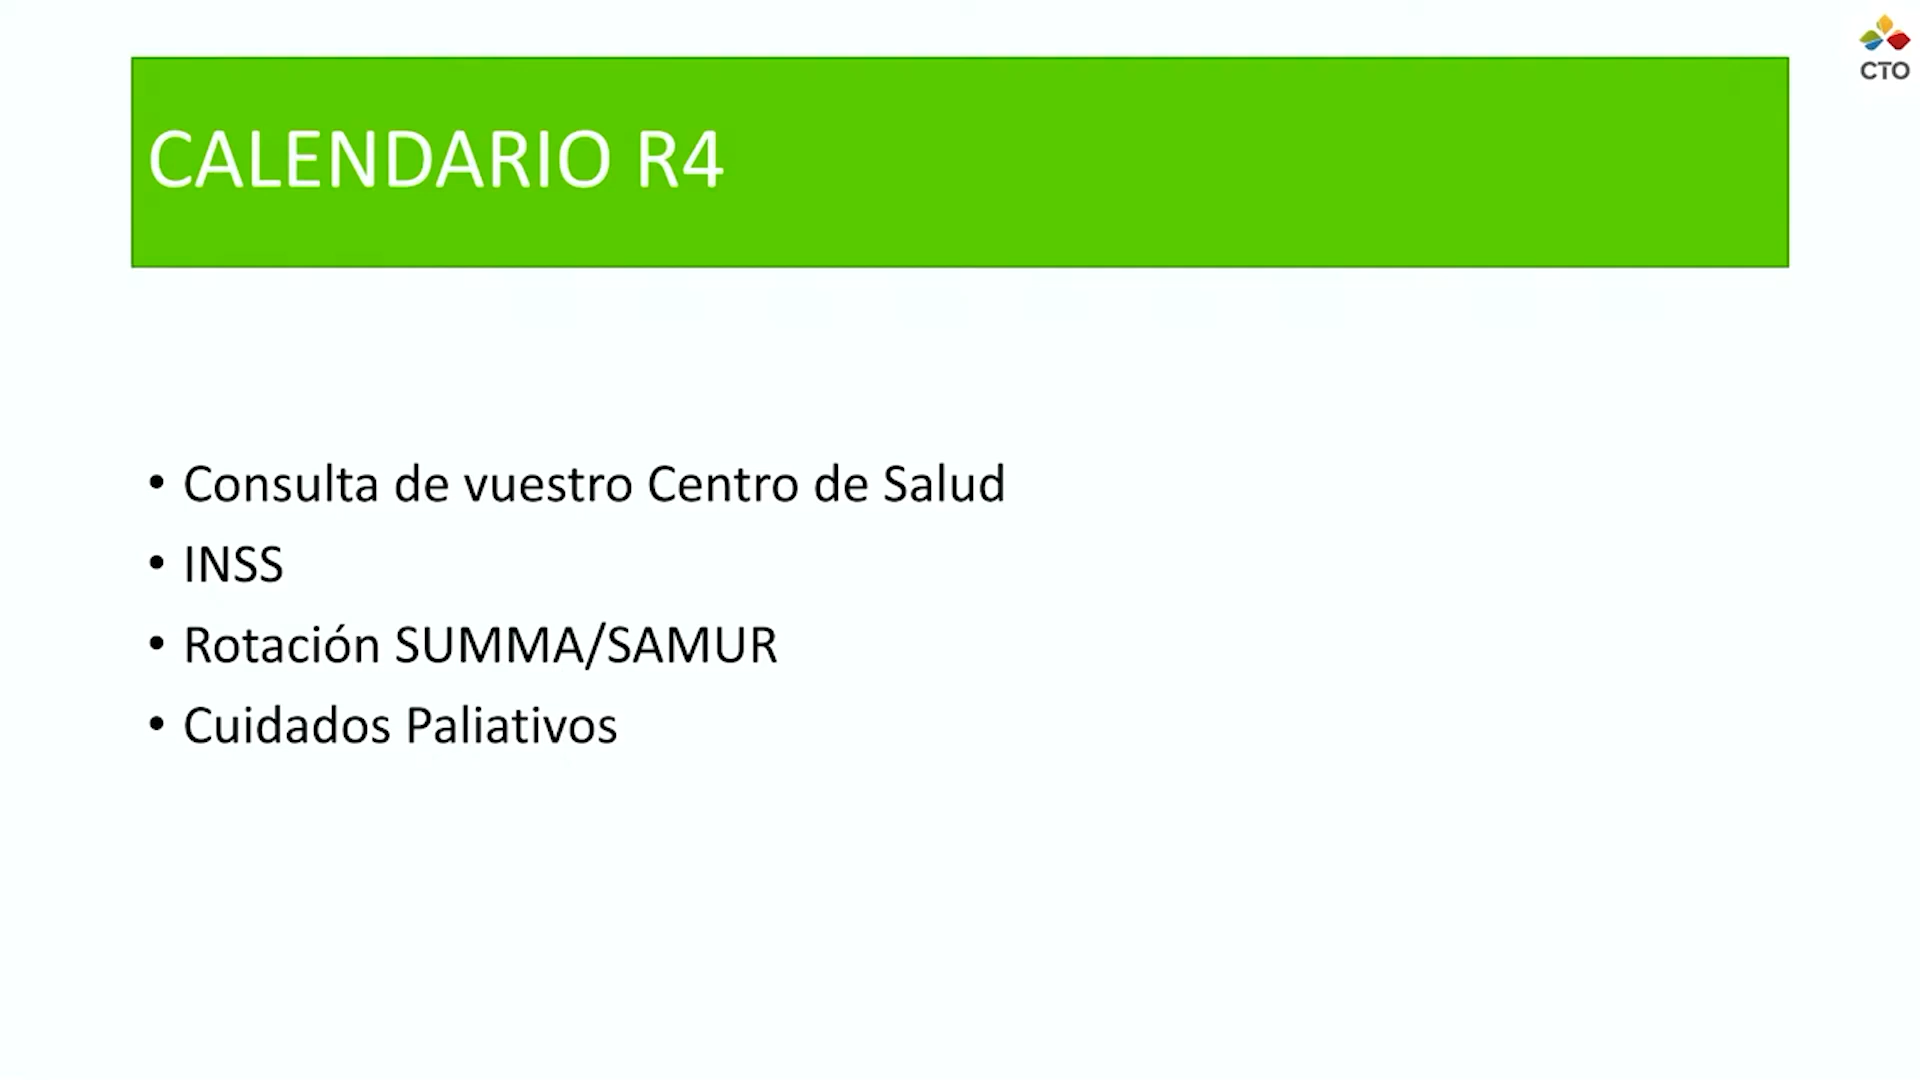 CTO
CALENDARIO R4
• Consulta de vuestro Centro de Salud
• INSS
• Rotación SUMMA/SAMUR
• Cuidados Paliativos